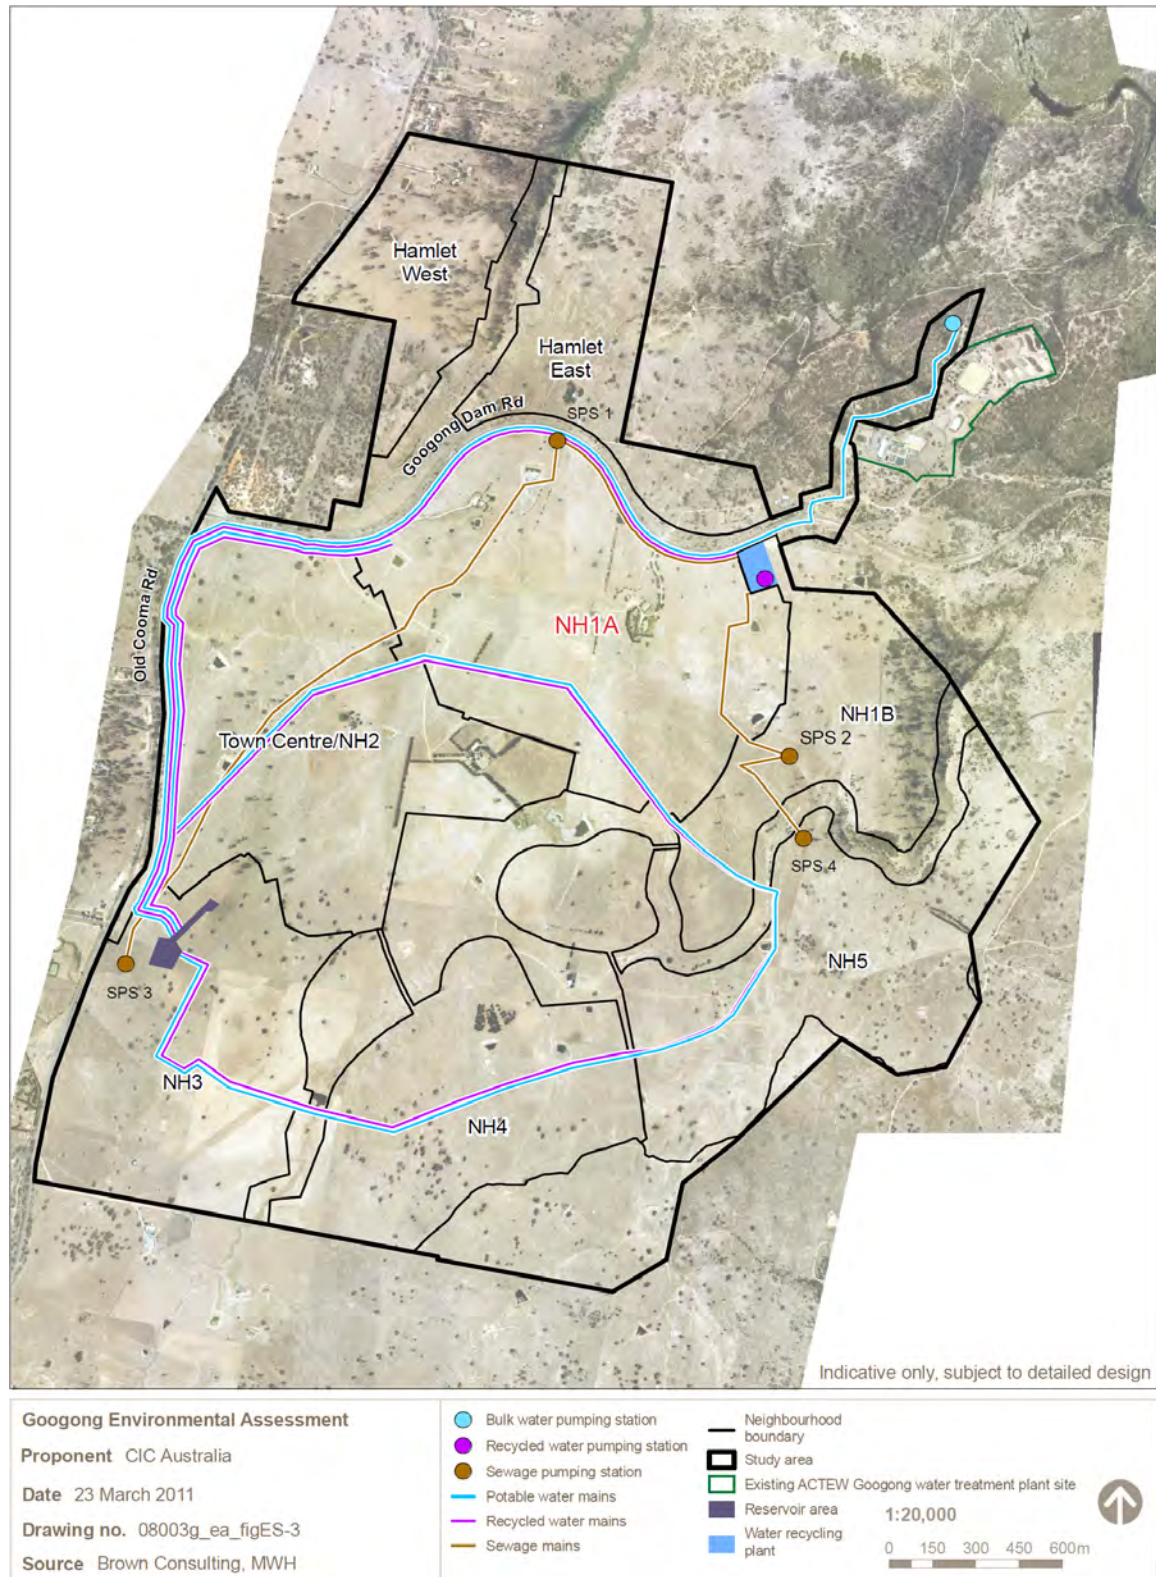 Hamlet
West
Hamlet
East
SPS 1
Googong Dam Rd
Old Cooma Rd
NH1A
NH1B
Town Centre/NH2
SPS 2
SPS 4
NH5
SPS 3
NH3
NH4
Indicative only, subject to detailed design
Googong Environmental Assessment
Proponent CIC Australia
Date 23 March 2011
Drawing no. 08003g_ea_figES-3
Source Brown Consulting, MWH
Bulk water pumping station
Recycled water pumping station
Sewage pumping station
Potable water mains
Recycled water mains
Sewage mains
Neighbourhood
boundary
Study area
Existing ACTEW Googong water treatment plant site
Reservoir area
Water recycling
plant
1:20,000
0 150 300 450 600m